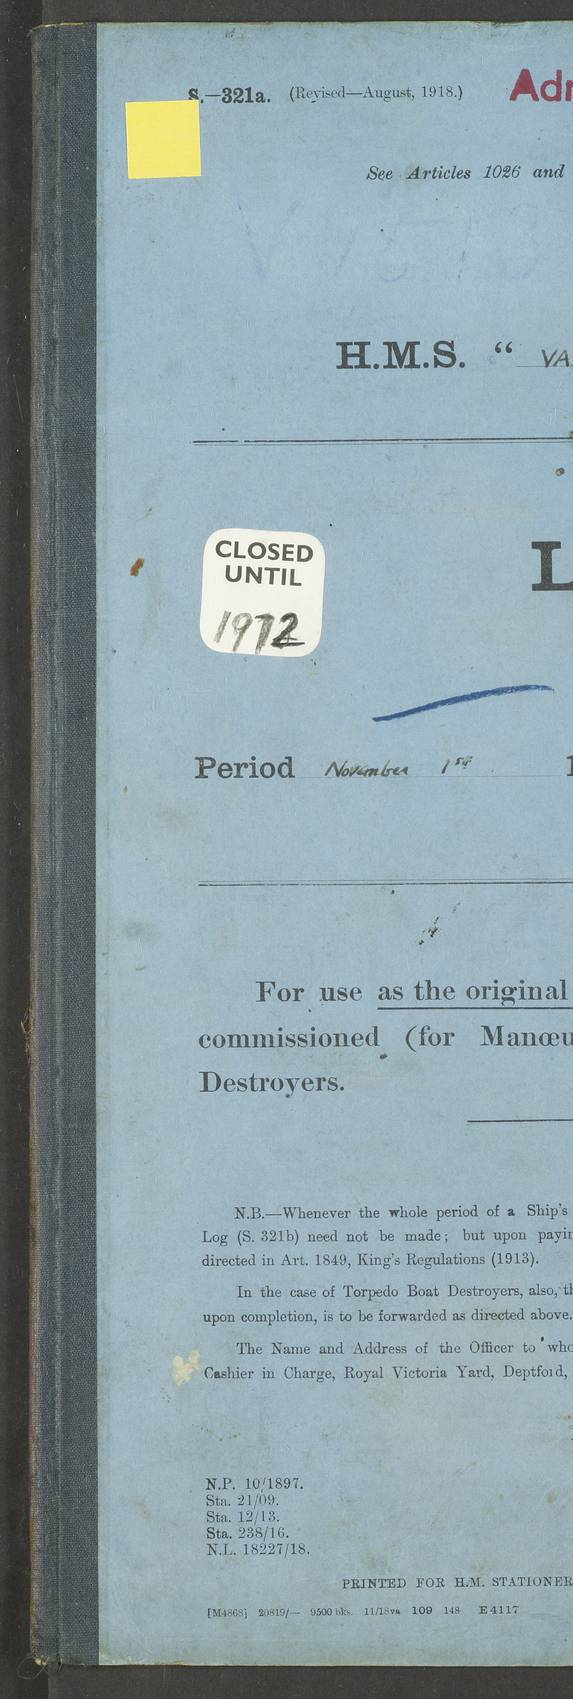 S.—321a. (Revised—August, 1918.) Adm
See Articles 1026 and
H.M.S. “ VA
L
CLOSED
UNTIL
1972
Period November 1st 1
For use as the original
commissioned (for Manœu
Destroyers.
N.B.—Whenever the whole period of a Ship's
Log (S. 321b) need not be made; but upon payin
directed in Art. 1849, King's Regulations (1913).
In the case of Torpedo Boat Destroyers, also, th
upon completion, is to be forwarded as directed above.
The Name and Address of the Officer to who
Cashier in Charge, Royal Victoria Yard, Deptford,
N.P. 10/1897.
Sta. 21/09.
Sta. 12/13.
Sta. 238/16.
N.L. 18227/18.
PRINTED FOR H.M. STATIONER
[M4868] 20819/— 9500 bks. 11/18 va 109 148 E 4117